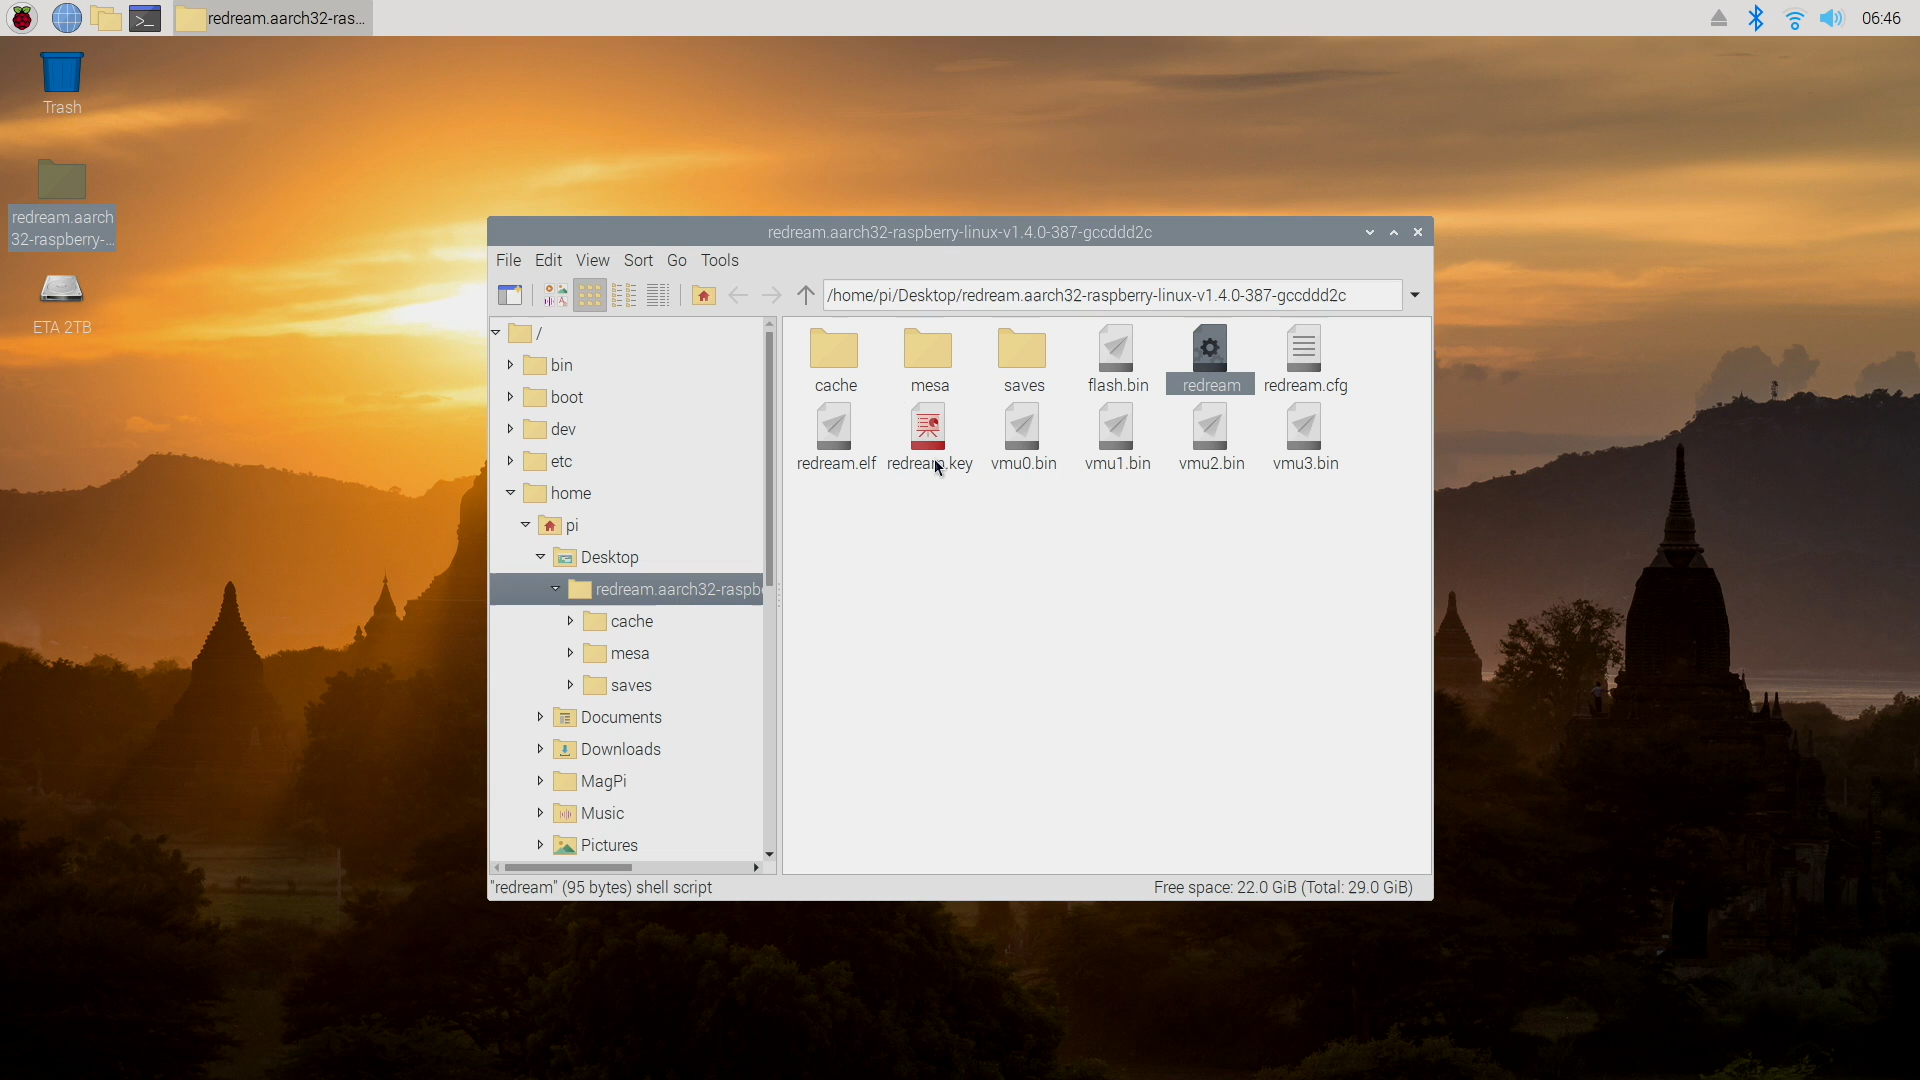 redream.aarch32-ras...
06:46
Trash
redream.aarch
32-raspberry-...
ETA 2TB
redream.aarch32-raspberry-linux-v1.4.0-387-gccddd2c
File Edit View Sort Go Tools
/home/pi/Desktop/redream.aarch32-raspberry-linux-v1.4.0-387-gccddd2c
/
bin
boot
dev
etc
home
pi
Desktop
redream.aarch32-raspb
cache
mesa
saves
Documents
Downloads
MagPi
Music
Pictures
cache mesa saves flash.bin redream redream.cfg
redream.elf redream.key vmu0.bin vmu1.bin vmu2.bin vmu3.bin
"redream" (95 bytes) shell script
Free space: 22.0 GiB (Total: 29.0 GiB)